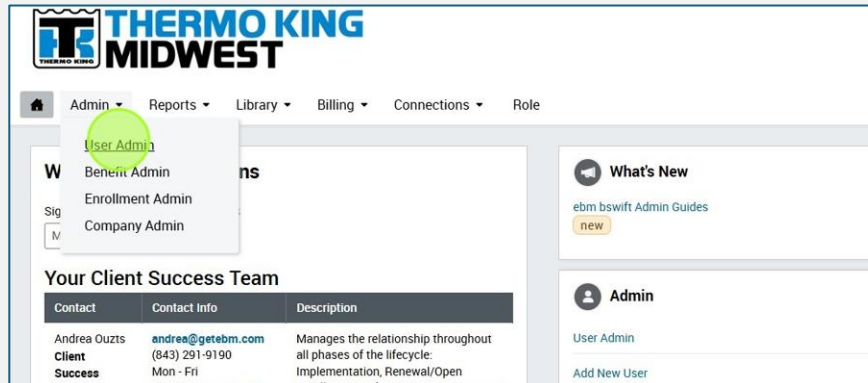 THERMO KING
MIDWEST
THERMO KING
Admin Reports Library Billing Connections Role
User Admin
Benefit Admin
Enrollment Admin
Company Admin
W
ns
Sig
M
Your Client Success Team
Contact Contact Info Description
Andrea Ouzts andrea@getebm.com Manages the relationship throughout
Client (843) 291-9190 all phases of the lifecycle:
Success Mon - Fri Implementation, Renewal/Open
What's New
ebm bswift Admin Guides
new
Admin
User Admin
Add New User